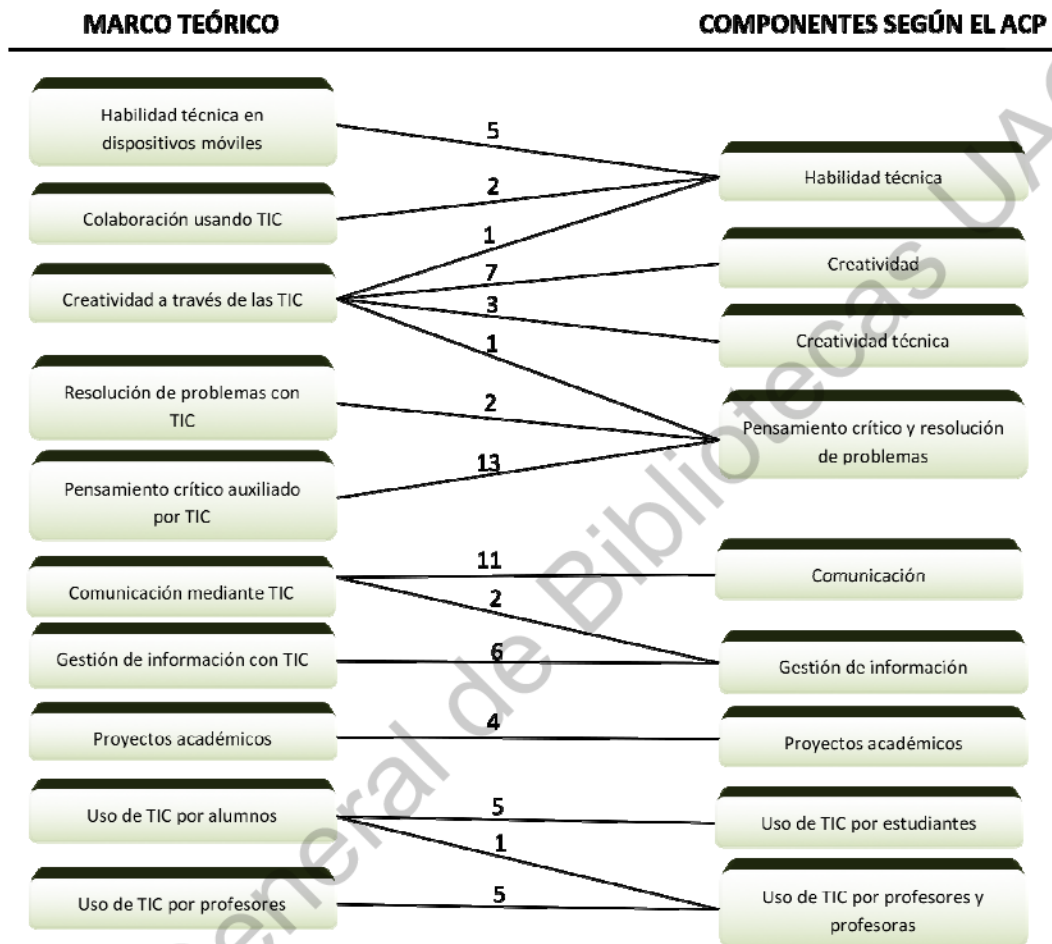 MARCO TEÓRICO
COMPONENTES SEGÚN EL ACP
Habilidad técnica en
dispositivos móviles
5
Habilidad técnica
Colaboración usando TIC
2
1
Creatividad a través de las TIC
7
Creatividad
3
Creatividad técnica
1
Resolución de problemas con
TIC
2
Pensamiento crítico y resolución
de problemas
13
Pensamiento crítico auxiliado
por TIC
Comunicación mediante TIC
11
Comunicación
2
Gestión de información con TIC
6
Gestión de información
Proyectos académicos
4
Proyectos académicos
Uso de TIC por alumnos
5
Uso de TIC por estudiantes
1
Uso de TIC por profesores
5
Uso de TIC por profesores y
profesoras
General de Bibliotecas UAQ